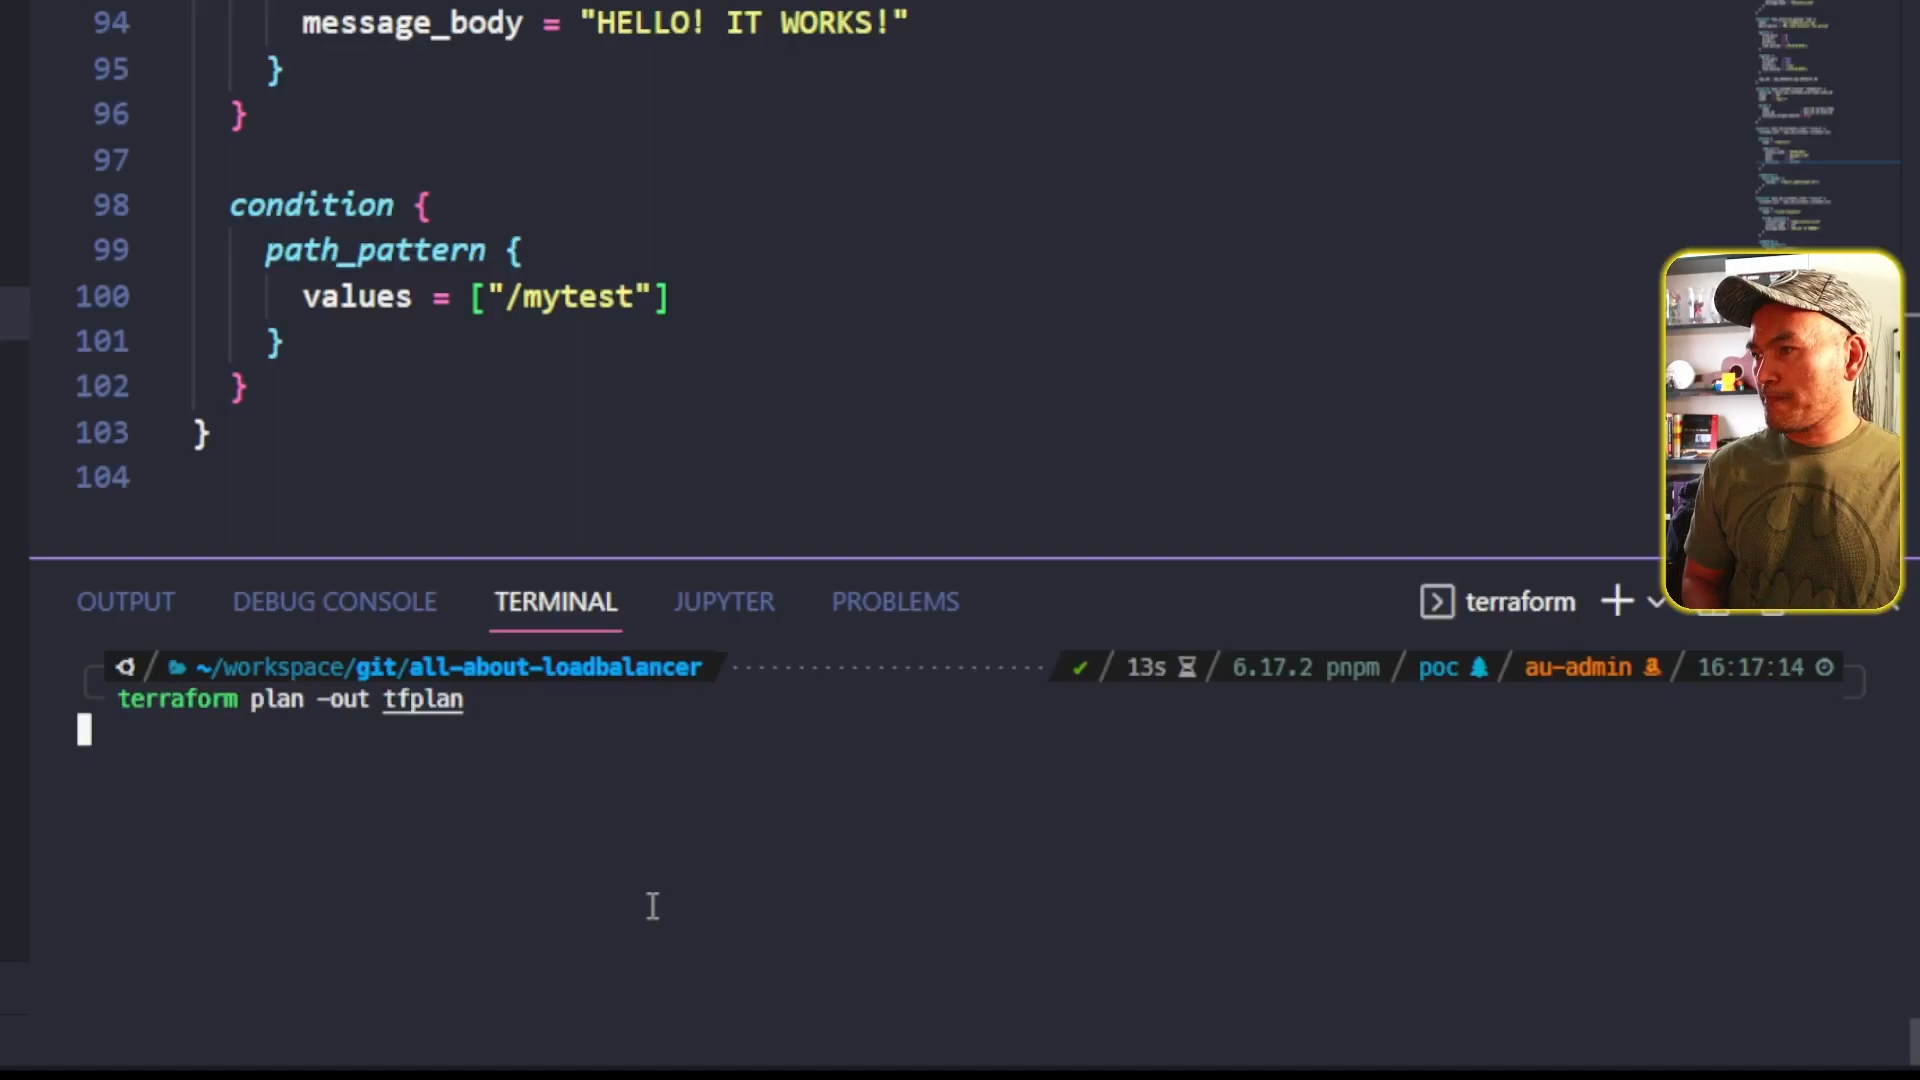 94 message_body = "HELLO! IT WORKS!"
95 }
96 }
97
98 condition {
99 path_pattern {
100 values = ["/mytest"]
101 }
102 }
103 }
104
OUTPUT DEBUG CONSOLE TERMINAL JUPYTER PROBLEMS terraform
~/workspace/git/all-about-loadbalancer ✔ / 13s / 6.17.2 pnpm / poc / au-admin / 16:17:14
terraform plan -out tfplan